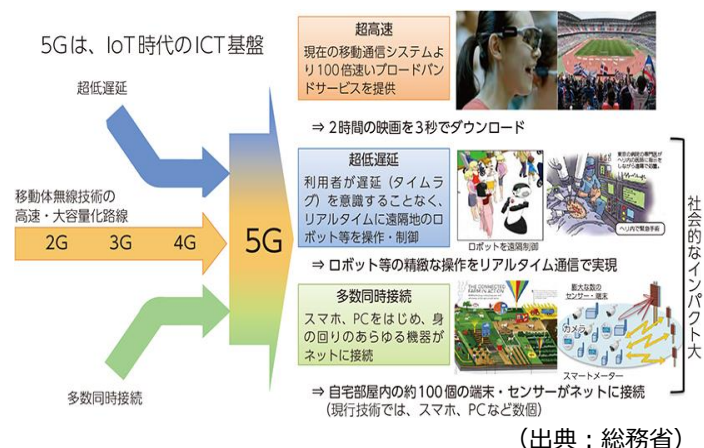 5Gは、IoT時代のICT基盤
超低遅延
移動体無線技術の
高速・大容量化路線
2G 3G 4G
5G
多数同時接続
超高速
現在の移動通信システムよ
り100倍速いブロードバン
ドサービスを提供
⇒ 2時間の映画を3秒でダウンロード
超低遅延
利用者が遅延（タイムラ
グ）を意識することなく、
リアルタイムに遠隔地のロ
ボット等を操作・制御
ロボットを遠隔制御
ヘリ内で緊急手術
⇒ ロボット等の精緻な操作をリアルタイム通信で実現
多数同時接続
スマホ、PCをはじめ、身
の回りのあらゆる機器が
ネットに接続
膨大な数の
センサー・端末
カメラ
スマートメーター
⇒ 自宅部屋内の約100個の端末・センサーがネットに接続
（現行技術では、スマホ、PCなど数個）
社会的なインパクト大
（出典：総務省）